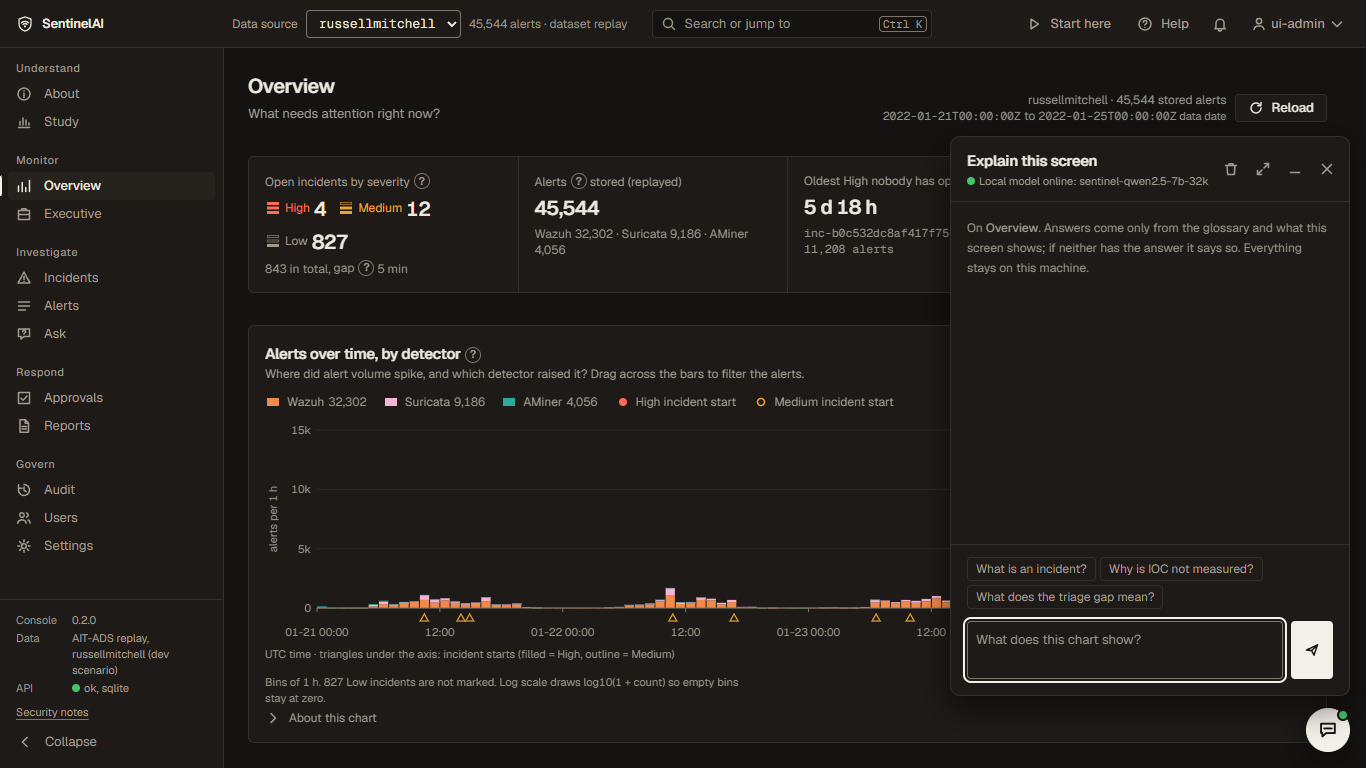 SentinelAI
Data source
russellmitchell
45,544 alerts · dataset replay
Search or jump to
Ctrl K
Start here
Help
ui-admin
Understand
About
Study
Monitor
Overview
Executive
Investigate
Incidents
Alerts
Ask
Respond
Approvals
Reports
Govern
Audit
Users
Settings
Console 0.2.0
Data AIT-ADS replay,
russellmitchell (dev
scenario)
API ok, sqlite
Security notes
Collapse
Overview
What needs attention right now?
russellmitchell · 45,544 stored alerts
2022-01-21T00:00:00Z to 2022-01-25T00:00:00Z data date
Reload
Open incidents by severity ?
High 4 Medium 12
Low 827
843 in total, gap ? 5 min
Alerts ? stored (replayed)
45,544
Wazuh 32,302 · Suricata 9,186 · AMiner
4,056
Oldest High nobody has op
5 d 18 h
inc-b0c532dc8af417f75
11,208 alerts
Alerts over time, by detector ?
Where did alert volume spike, and which detector raised it? Drag across the bars to filter the alerts.
Wazuh 32,302 Suricata 9,186 AMiner 4,056 High incident start Medium incident start
15k
10k
5k
0
alerts per 1 h
01-21 00:00 12:00 01-22 00:00 12:00 01-23 00:00 12:00
UTC time · triangles under the axis: incident starts (filled = High, outline = Medium)
Bins of 1 h. 827 Low incidents are not marked. Log scale draws log10(1 + count) so empty bins
stay at zero.
About this chart
Explain this screen
Local model online: sentinel-qwen2.5-7b-32k
On Overview. Answers come only from the glossary and what this
screen shows; if neither has the answer it says so. Everything
stays on this machine.
What is an incident?
Why is IOC not measured?
What does the triage gap mean?
What does this chart show?